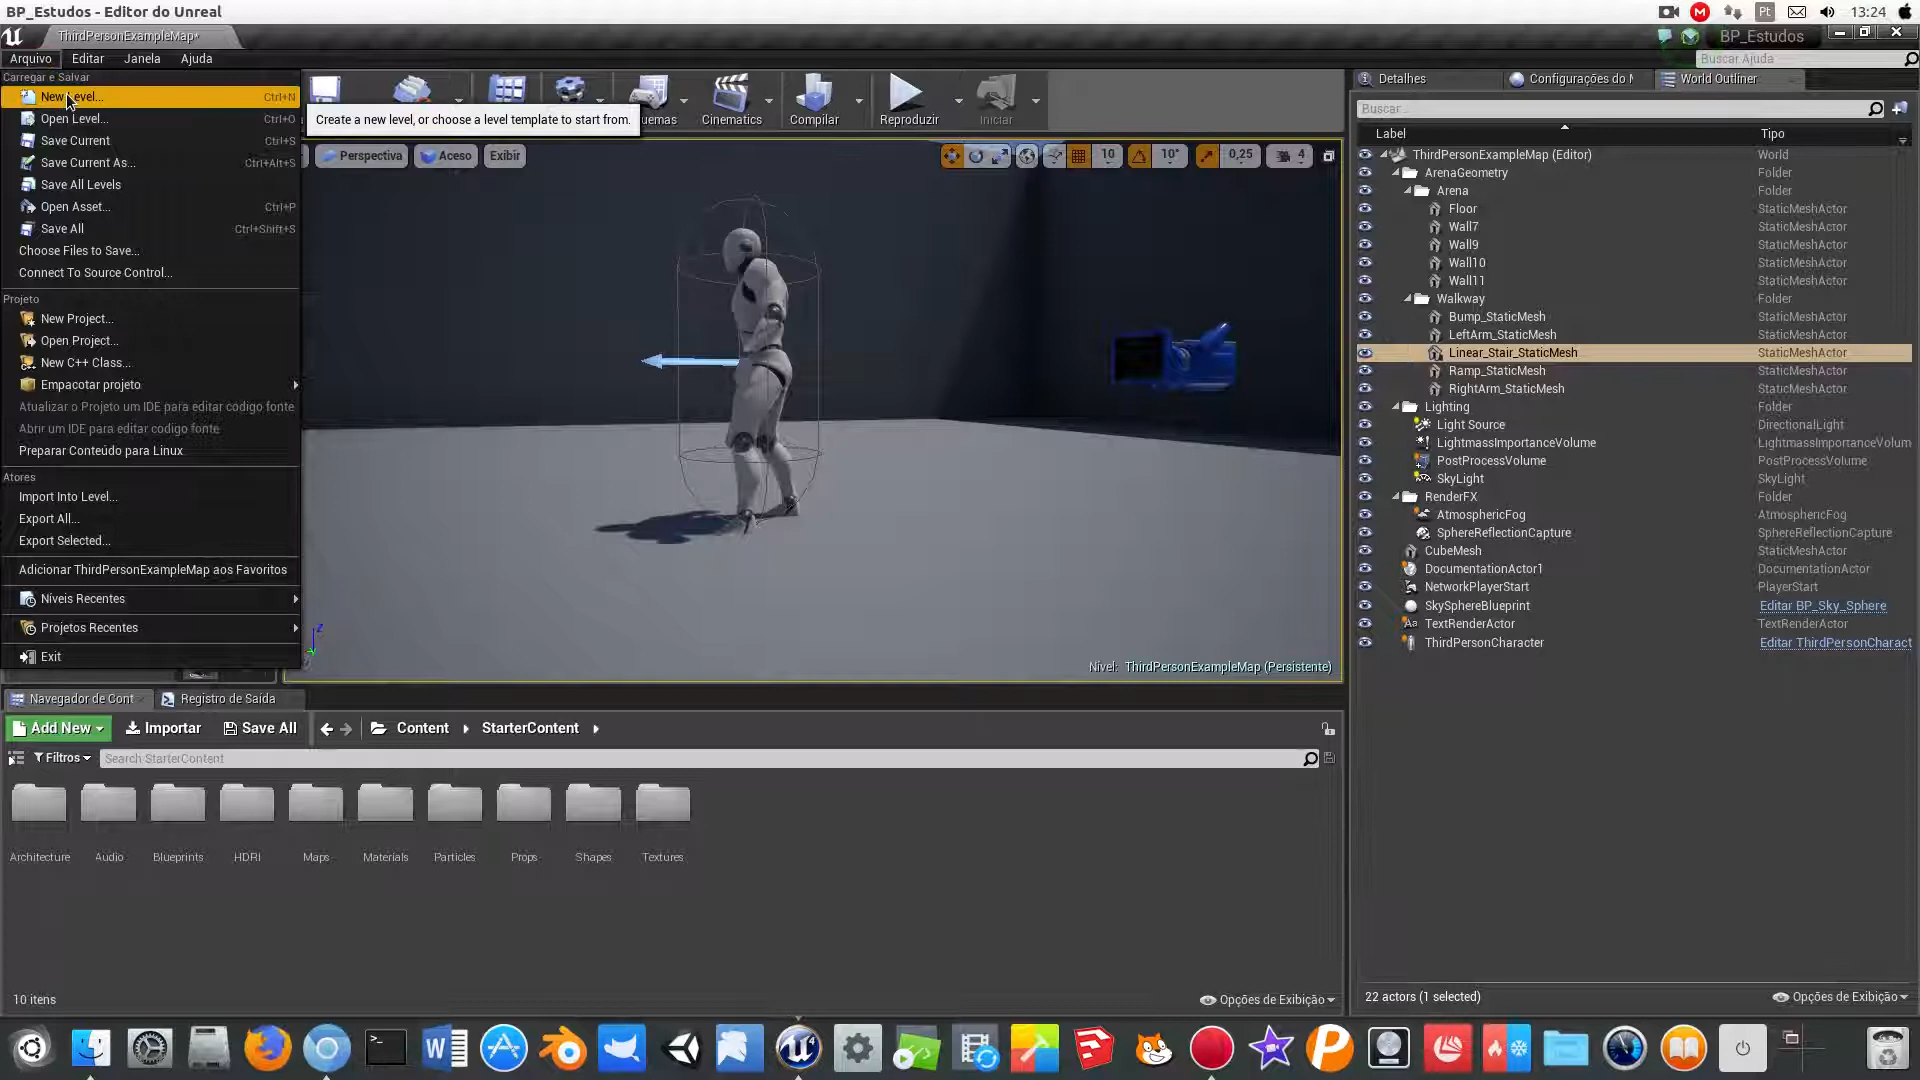 BP_Estudos - Editor do Unreal
Pt
13:24
ThirdPersonExampleMap*
BP_Estudos
Arquivo
Editar
Janela
Ajuda
Buscar Ajuda
Carregar e Salvar
New Level... Ctrl+N
Open Level... Ctrl+O
Save Current Ctrl+S
Save Current As... Ctrl+Alt+S
Save All Levels
Open Asset... Ctrl+P
Save All Ctrl+Shift+S
Choose Files to Save...
Connect To Source Control...
Projeto
New Project...
Open Project...
New C++ Class...
Empacotar projeto
Atualizar o Projeto um IDE para editar código fonte
Abrir um IDE para editar codigo fonte
Preparar Conteúdo para Linux
Atores
Import Into Level...
Export All...
Export Selected...
Adicionar ThirdPersonExampleMap aos Favoritos
Níveis Recentes
Projetos Recentes
Exit
Create a new level, or choose a level template to start from.
uemas
Cinematics
Compilar
Reproduzir
Iniciar
Perspectiva
Aceso
Exibir
10
10°
0,25
4
Nível: ThirdPersonExampleMap (Persistente)
Detalhes
Configurações do M
World Outliner
Buscar...
Label Tipo
ThirdPersonExampleMap (Editor) World
ArenaGeometry Folder
Arena Folder
Floor StaticMeshActor
Wall7 StaticMeshActor
Wall9 StaticMeshActor
Wall10 StaticMeshActor
Wall11 StaticMeshActor
Walkway Folder
Bump_StaticMesh StaticMeshActor
LeftArm_StaticMesh StaticMeshActor
Linear_Stair_StaticMesh StaticMeshActor
Ramp_StaticMesh StaticMeshActor
RightArm_StaticMesh StaticMeshActor
Lighting Folder
Light Source DirectionalLight
LightmassImportanceVolume LightmassImportanceVolum
PostProcessVolume PostProcessVolume
SkyLight SkyLight
RenderFX Folder
AtmosphericFog AtmosphericFog
SphereReflectionCapture SphereReflectionCapture
CubeMesh StaticMeshActor
DocumentationActor1 DocumentationActor
NetworkPlayerStart PlayerStart
SkySphereBlueprint Editar BP_Sky_Sphere
TextRenderActor TextRenderActor
ThirdPersonCharacter Editar ThirdPersonCharact
22 actors (1 selected)
Opções de Exibição
Navegador de Cont
Registro de Saída
Add New
Importar
Save All
Content
StarterContent
Filtros
Search StarterContent
Architecture
Audio
Blueprints
HDRI
Maps
Materials
Particles
Props
Shapes
Textures
10 itens
Opções de Exibição